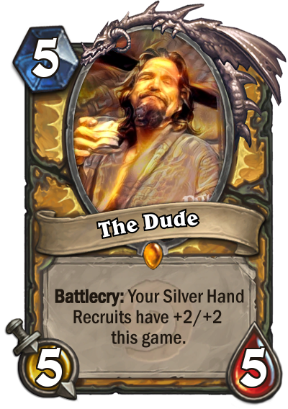 5
The Dude
Battlecry: Your Silver Hand
Recruits have +2/+2
this game.
5 5